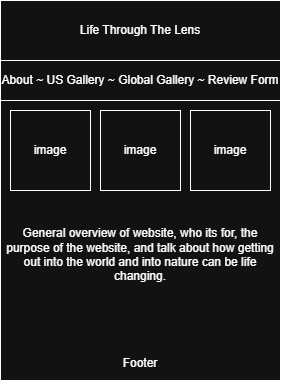 Life Through The Lens
About ~ US Gallery ~ Global Gallery ~ Review Form
image image image
General overview of website, who its for, the
purpose of the website, and talk about how getting
out into the world and into nature can be life
changing.
Footer